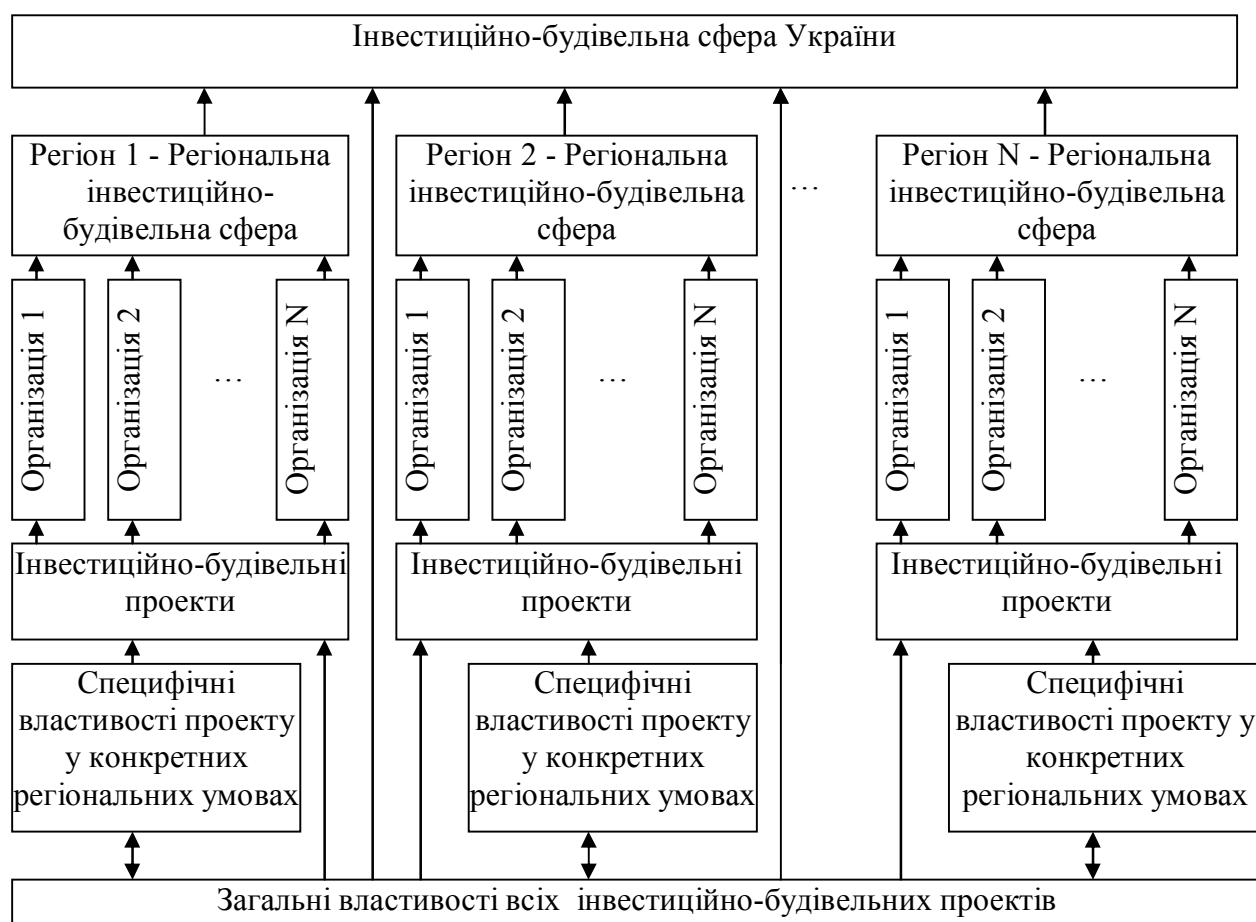 Інвестиційно-будівельна сфера України
Регіон 1 - Регіональна
інвестиційно-
будівельна сфера
Регіон 2 - Регіональна
інвестиційно-будівельна
сфера
…
Регіон N - Регіональна
інвестиційно-будівельна
сфера
Організація 1
Організація 2
…
Організація N
Організація 1
Організація 2
…
Організація N
Організація 1
Організація 2
…
Організація N
Інвестиційно-будівельні
проекти
Інвестиційно-будівельні
проекти
Інвестиційно-будівельні
проекти
Специфічні
властивості проекту
у конкретних
регіональних умовах
Специфічні
властивості проекту
у конкретних
регіональних умовах
Специфічні
властивості проекту у
конкретних
регіональних умовах
Загальні властивості всіх інвестиційно-будівельних проектів